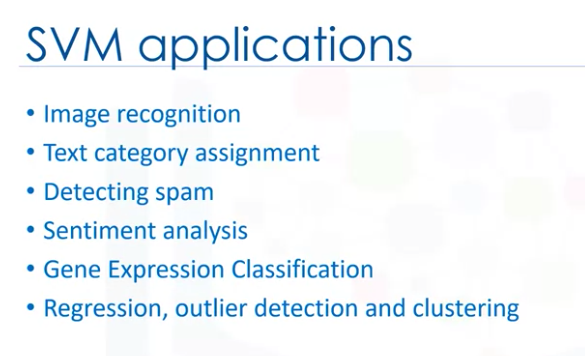 SVM applications
• Image recognition
• Text category assignment
• Detecting spam
• Sentiment analysis
• Gene Expression Classification
• Regression, outlier detection and clustering